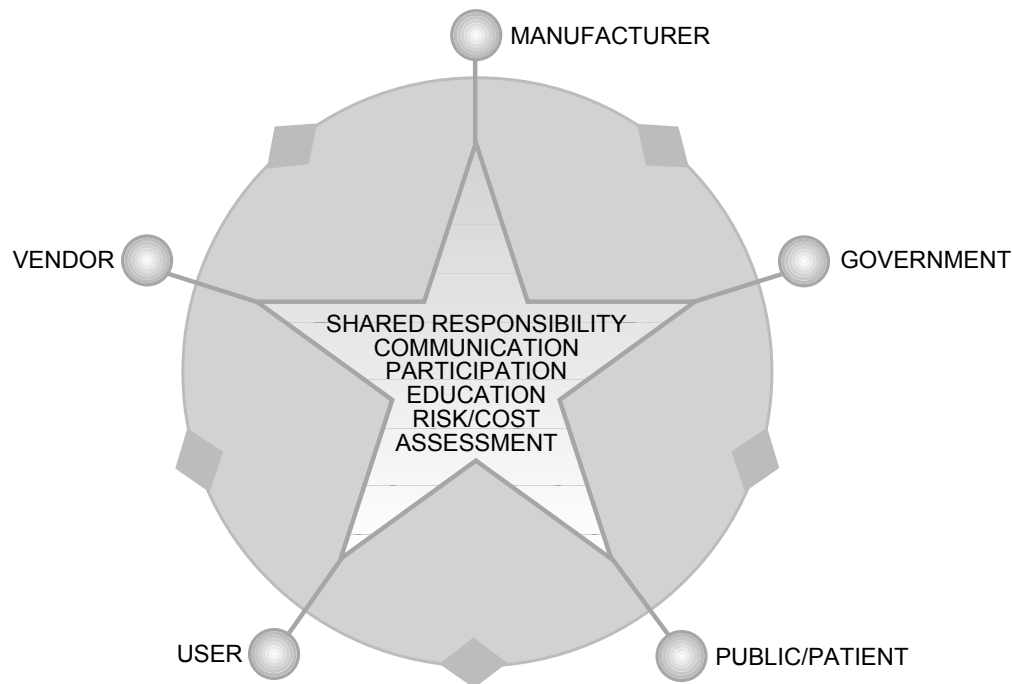 MANUFACTURER
VENDOR
GOVERNMENT
SHARED RESPONSIBILITY
COMMUNICATION
PARTICIPATION
EDUCATION
RISK/COST
ASSESSMENT
USER
PUBLIC/PATIENT